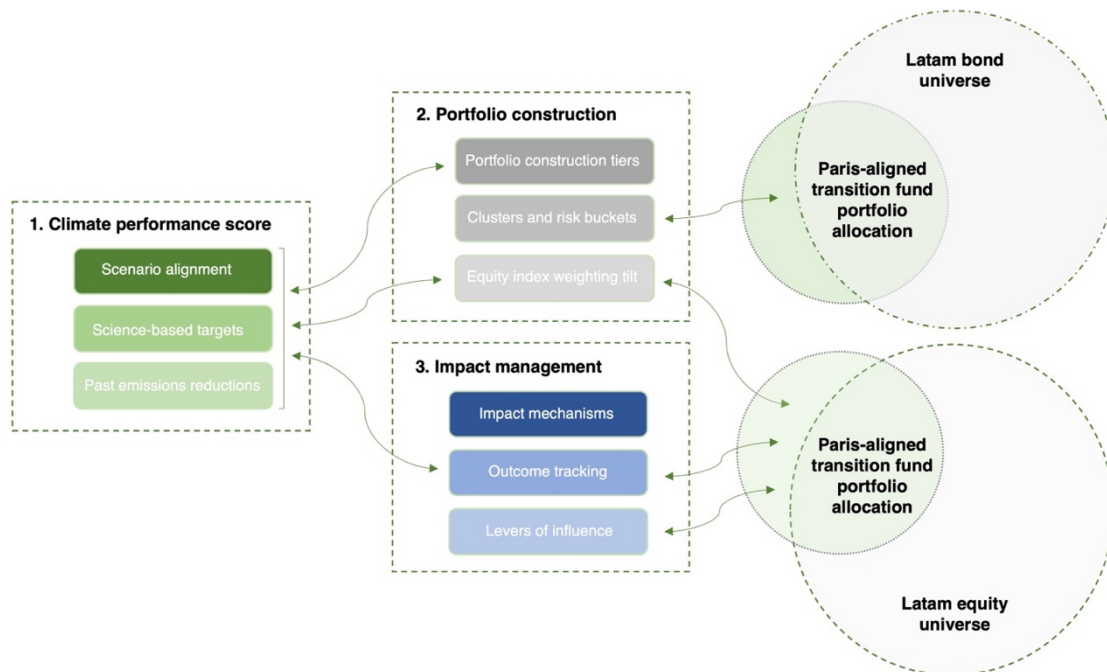 1. Climate performance score
Scenario alignment
Science-based targets
Past emissions reductions
2. Portfolio construction
Portfolio construction tiers
Clusters and risk buckets
Equity index weighting tilt
3. Impact management
Impact mechanisms
Outcome tracking
Levers of influence
Latam bond
universe
Paris-aligned
transition fund
portfolio
allocation
Paris-aligned
transition fund
portfolio
allocation
Latam equity
universe